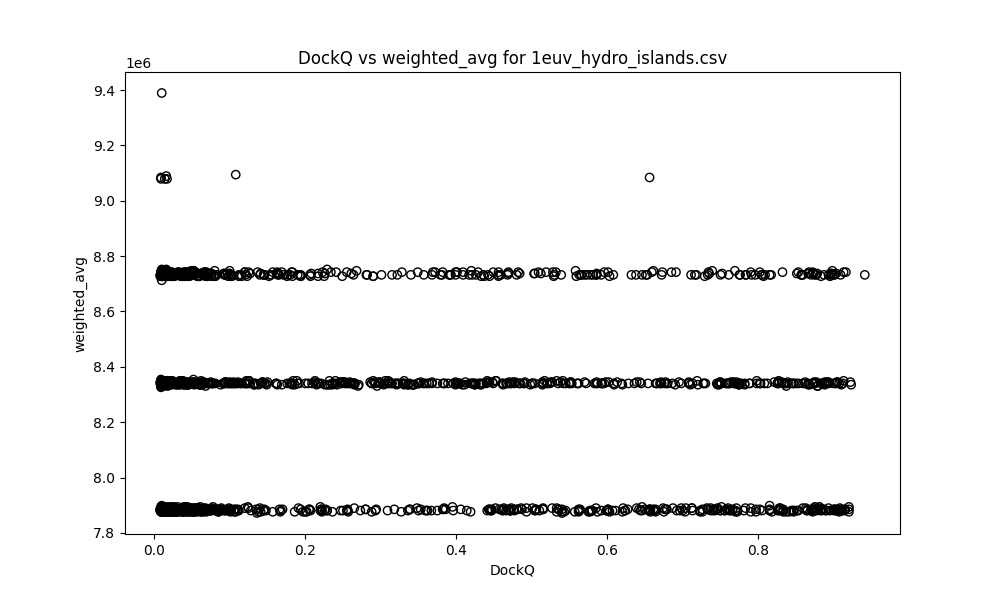 DockQ vs weighted_avg for 1euv_hydro_islands.csv
1e6
9.4
9.2
9.0
8.8
8.6
8.4
8.2
8.0
7.8
weighted_avg
0.0 0.2 0.4 0.6 0.8
DockQ